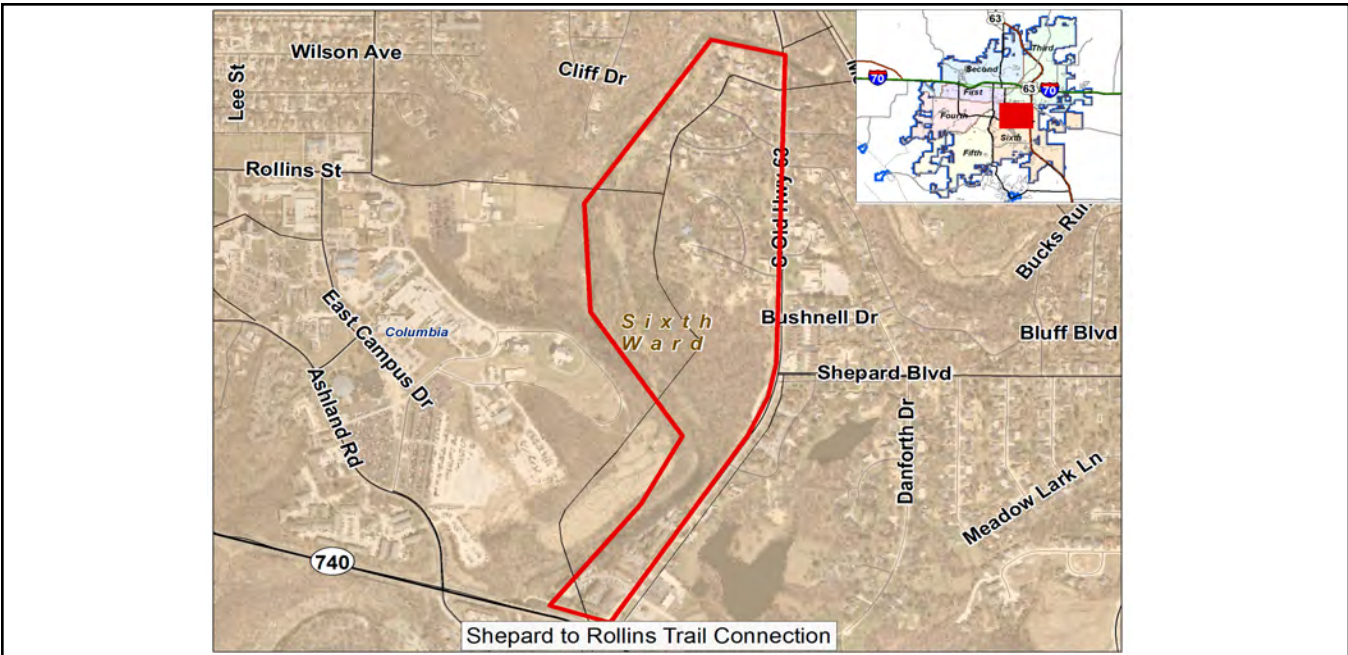 Wilson Ave
Lee St
Cliff Dr
Rollins St
East Campus Dr
Columbia
Ashland Rd
740
Sixth
Ward
S Old Hwy 63
Bushnell Dr
Shepard Blvd
Bluff Blvd
Danforth Dr
Meadow Lark Ln
63
Third
Second
70
63
70
First
Fourth
Sixth
Fifth
Shepard to Rollins Trail Connection